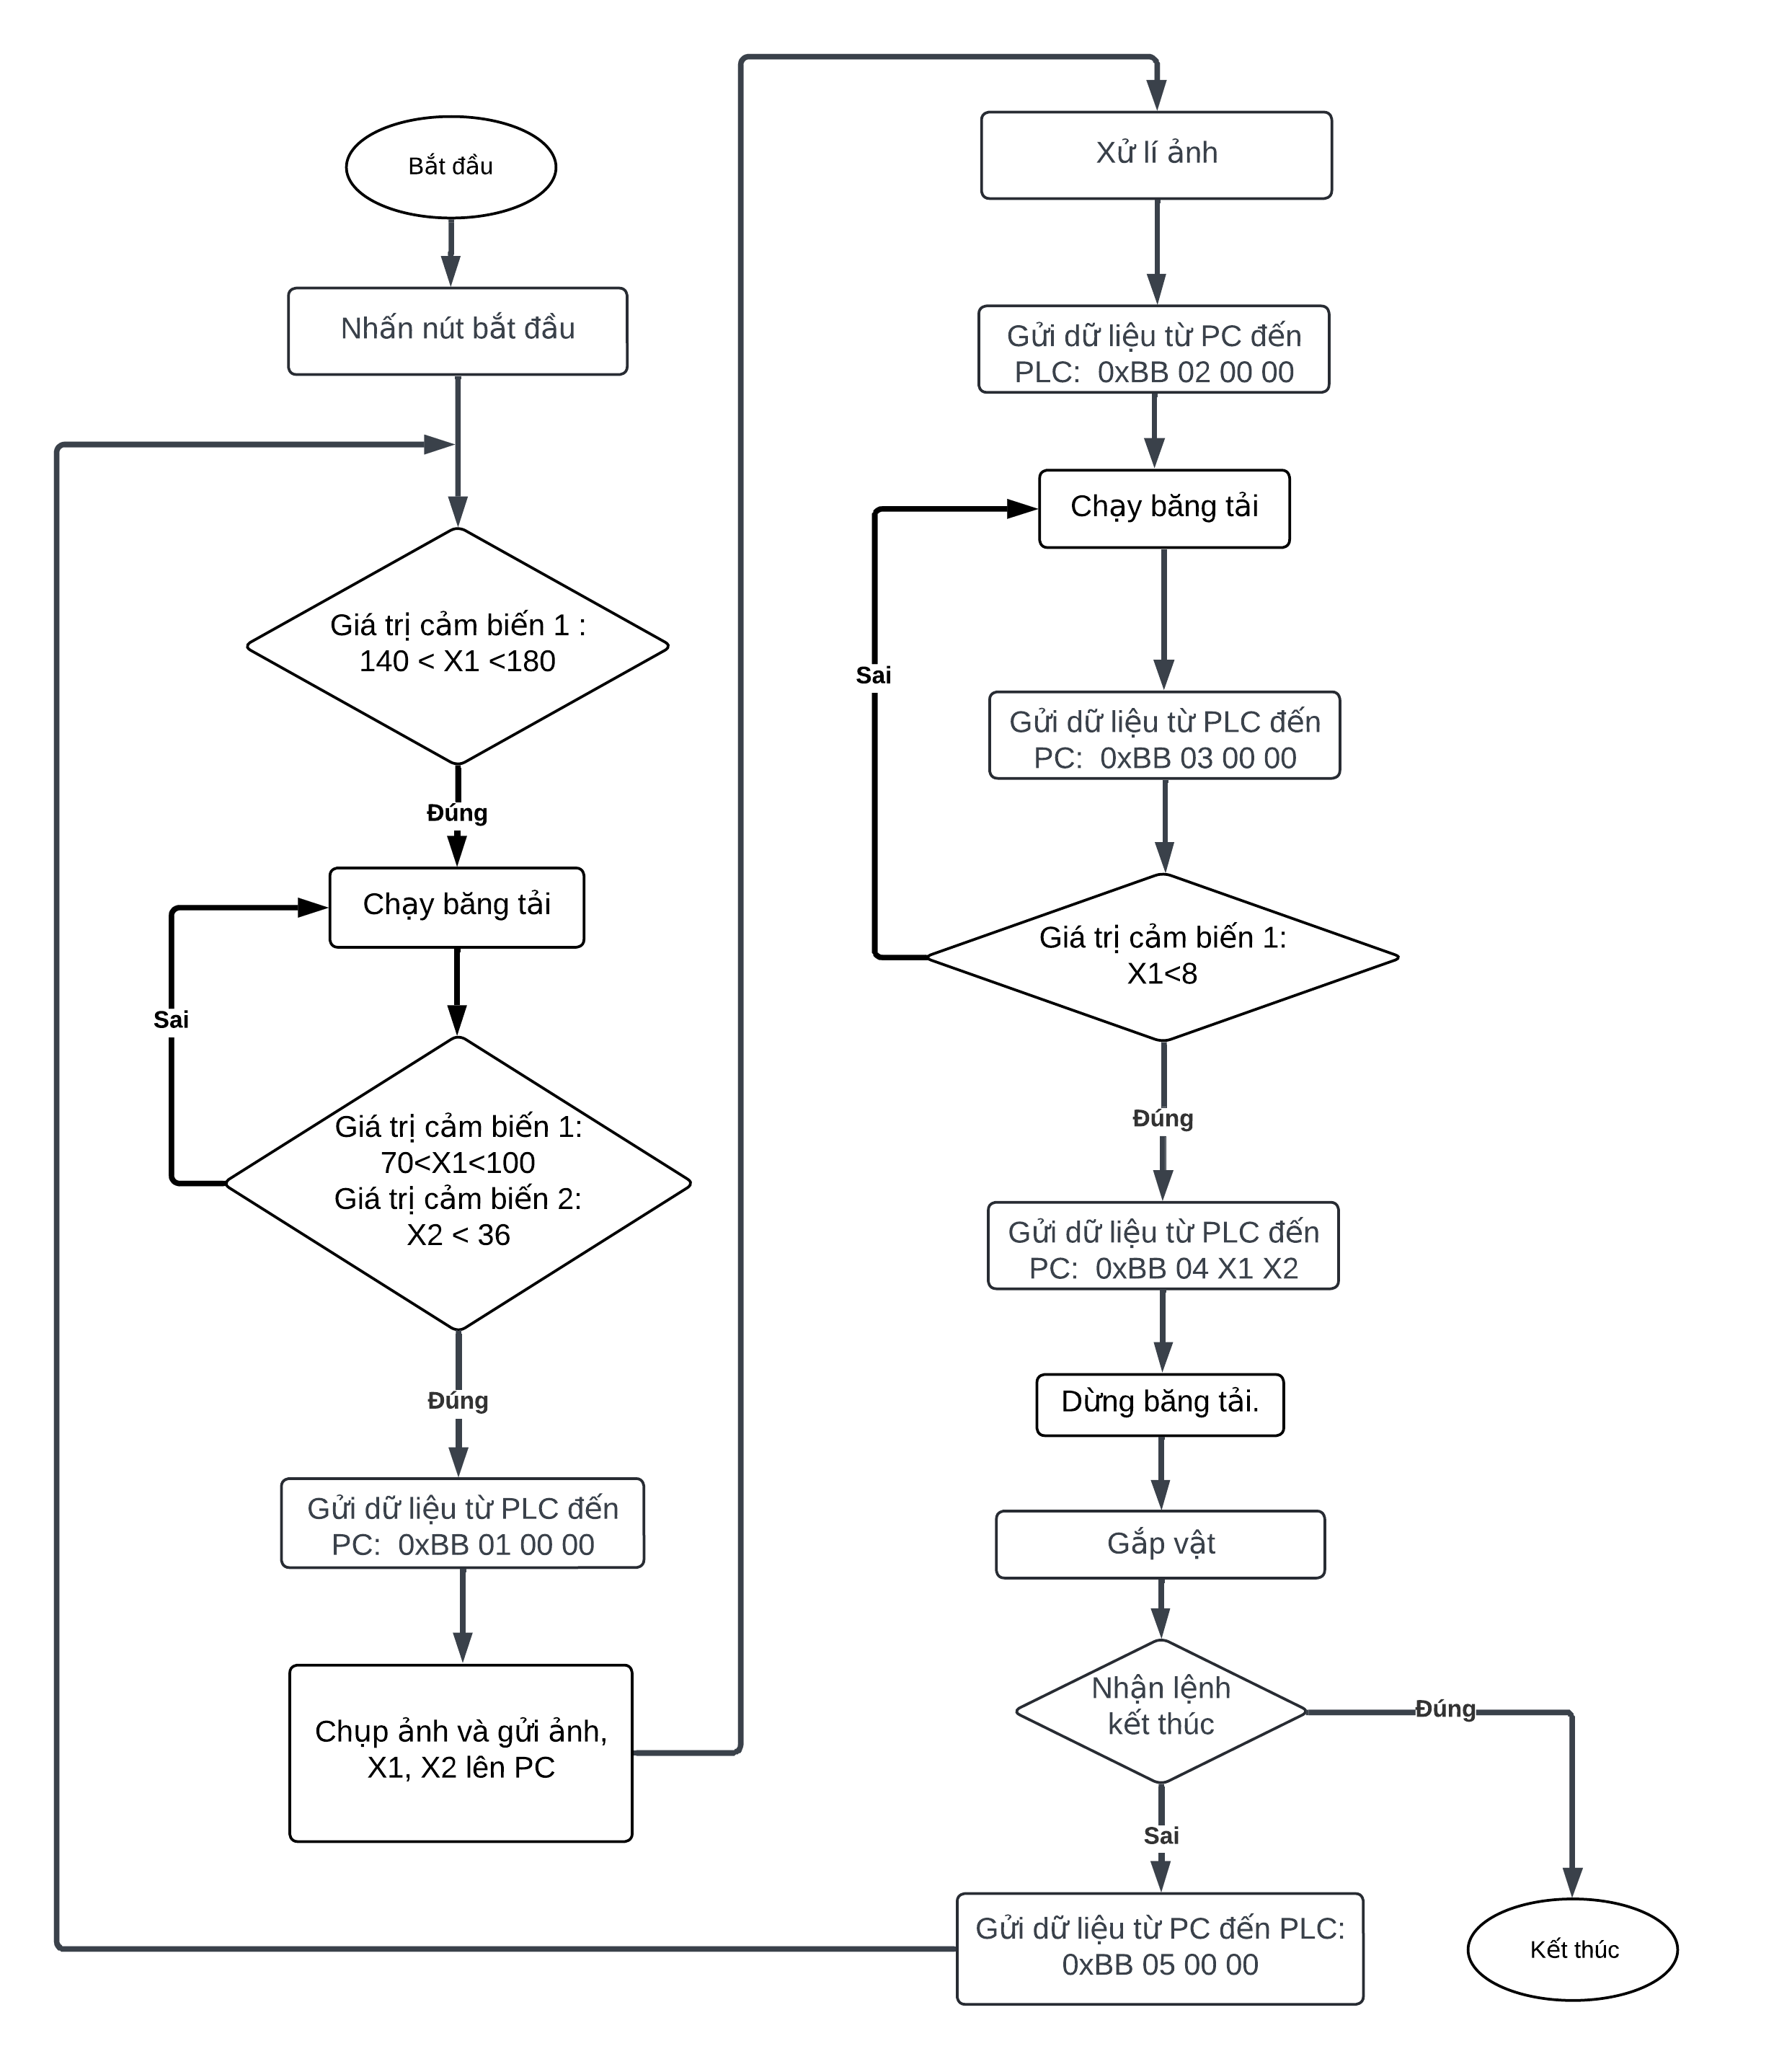 Bắt đầu
Nhấn nút bắt đầu
Giá trị cảm biến 1 :
140 < X1 <180
Đúng
Chạy băng tải
Sai
Giá trị cảm biến 1:
70<X1<100
Giá trị cảm biến 2:
X2 < 36
Đúng
Gửi dữ liệu từ PLC đến
PC:  0xBB 01 00 00
Chụp ảnh và gửi ảnh,
X1, X2 lên PC
Xử lí ảnh
Gửi dữ liệu từ PC đến
PLC:  0xBB 02 00 00
Chạy băng tải
Sai
Gửi dữ liệu từ PLC đến
PC:  0xBB 03 00 00
Giá trị cảm biến 1:
X1<8
Đúng
Gửi dữ liệu từ PLC đến
PC:  0xBB 04 X1 X2
Dừng băng tải.
Gắp vật
Nhận lệnh
kết thúc
Đúng
Sai
Gửi dữ liệu từ PC đến PLC:
0xBB 05 00 00
Kết thúc